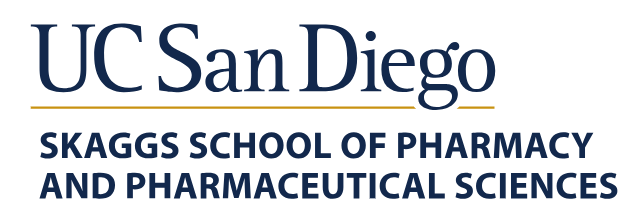 UC San Diego
SKAGGS SCHOOL OF PHARMACY
AND PHARMACEUTICAL SCIENCES